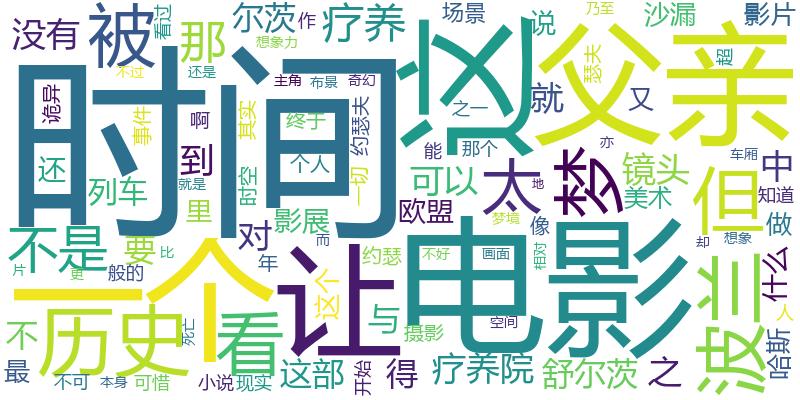 没有
被
看过
那
尔茨
作
想象力
疗养
场景
说
乃至
沙漏
影片
诡异
不过
还是
主角
布景
奇幻
时间
这
父亲
瑟夫
超
之一
就
又
还
事件
啊
其实
终于
约瑟夫
能
那个
亦
车厢
到
个人
列车
就是
里
时空
一切
可以
太
梦
镜头
但
中
知道
地
美术
欧盟
影展
梦境
像
做
不是
要
对
而
年
约瑟
不好
画面
相对
却
想象
什么
般的
比
片
更
一个
这个
让
电影
波兰
历史
看
死亡
与
摄影
空间
人
不
最
不可
本身
可惜
小说
现实
这部
开始
得
疗养院
舒尔茨
之
哈斯